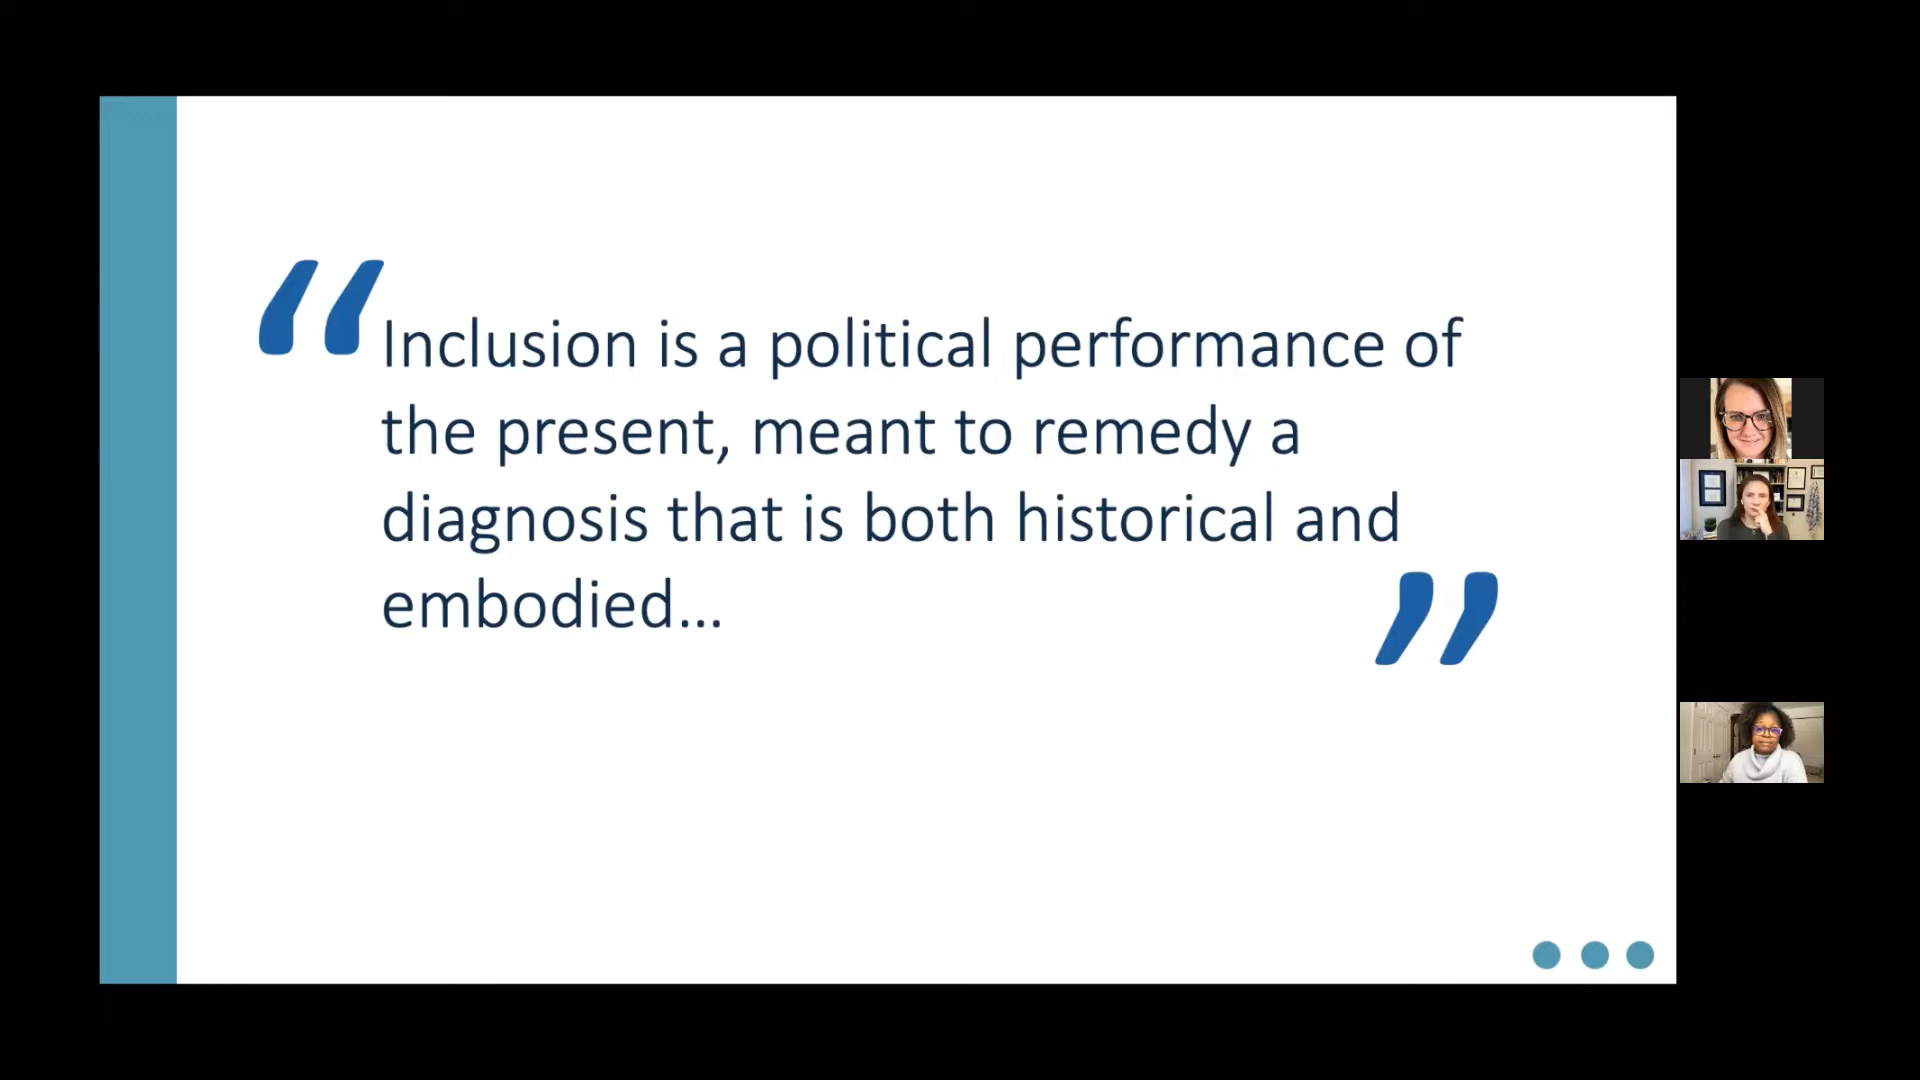 “Inclusion is a political performance of
the present, meant to remedy a
diagnosis that is both historical and
embodied...”